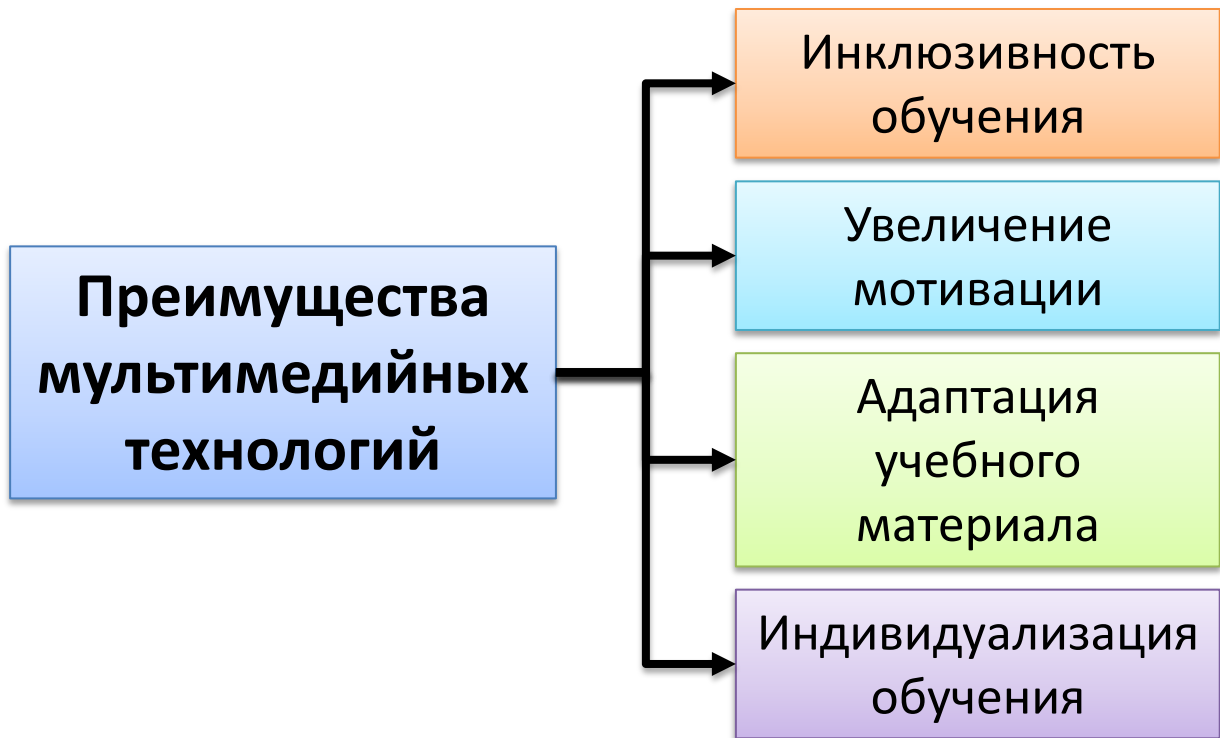 Преимущества
мультимедийных
технологий
Инклюзивность
обучения
Увеличение
мотивации
Адаптация
учебного
материала
Индивидуализация
обучения